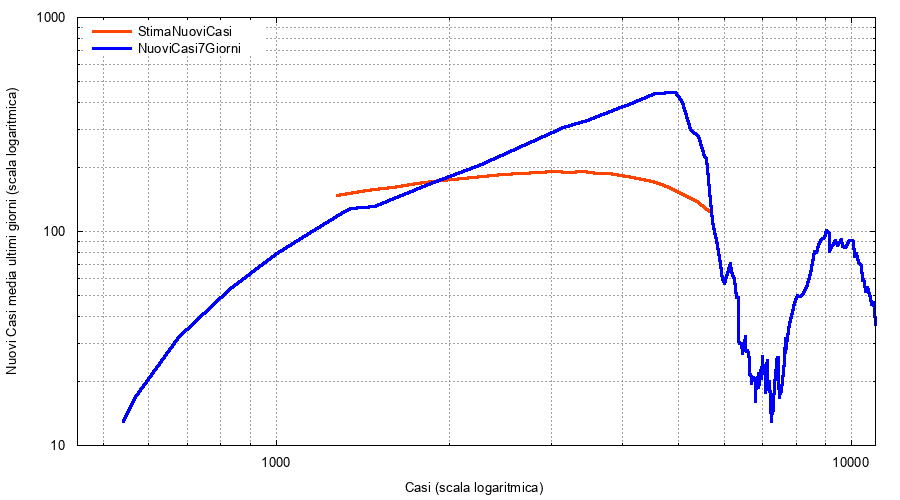 1000
StimaNuoviCasi
NuoviCasi7Giorni
Nuovi Casi media ultimi giorni (scala logaritmica)
100
10
1000
10000
Casi (scala logaritmica)